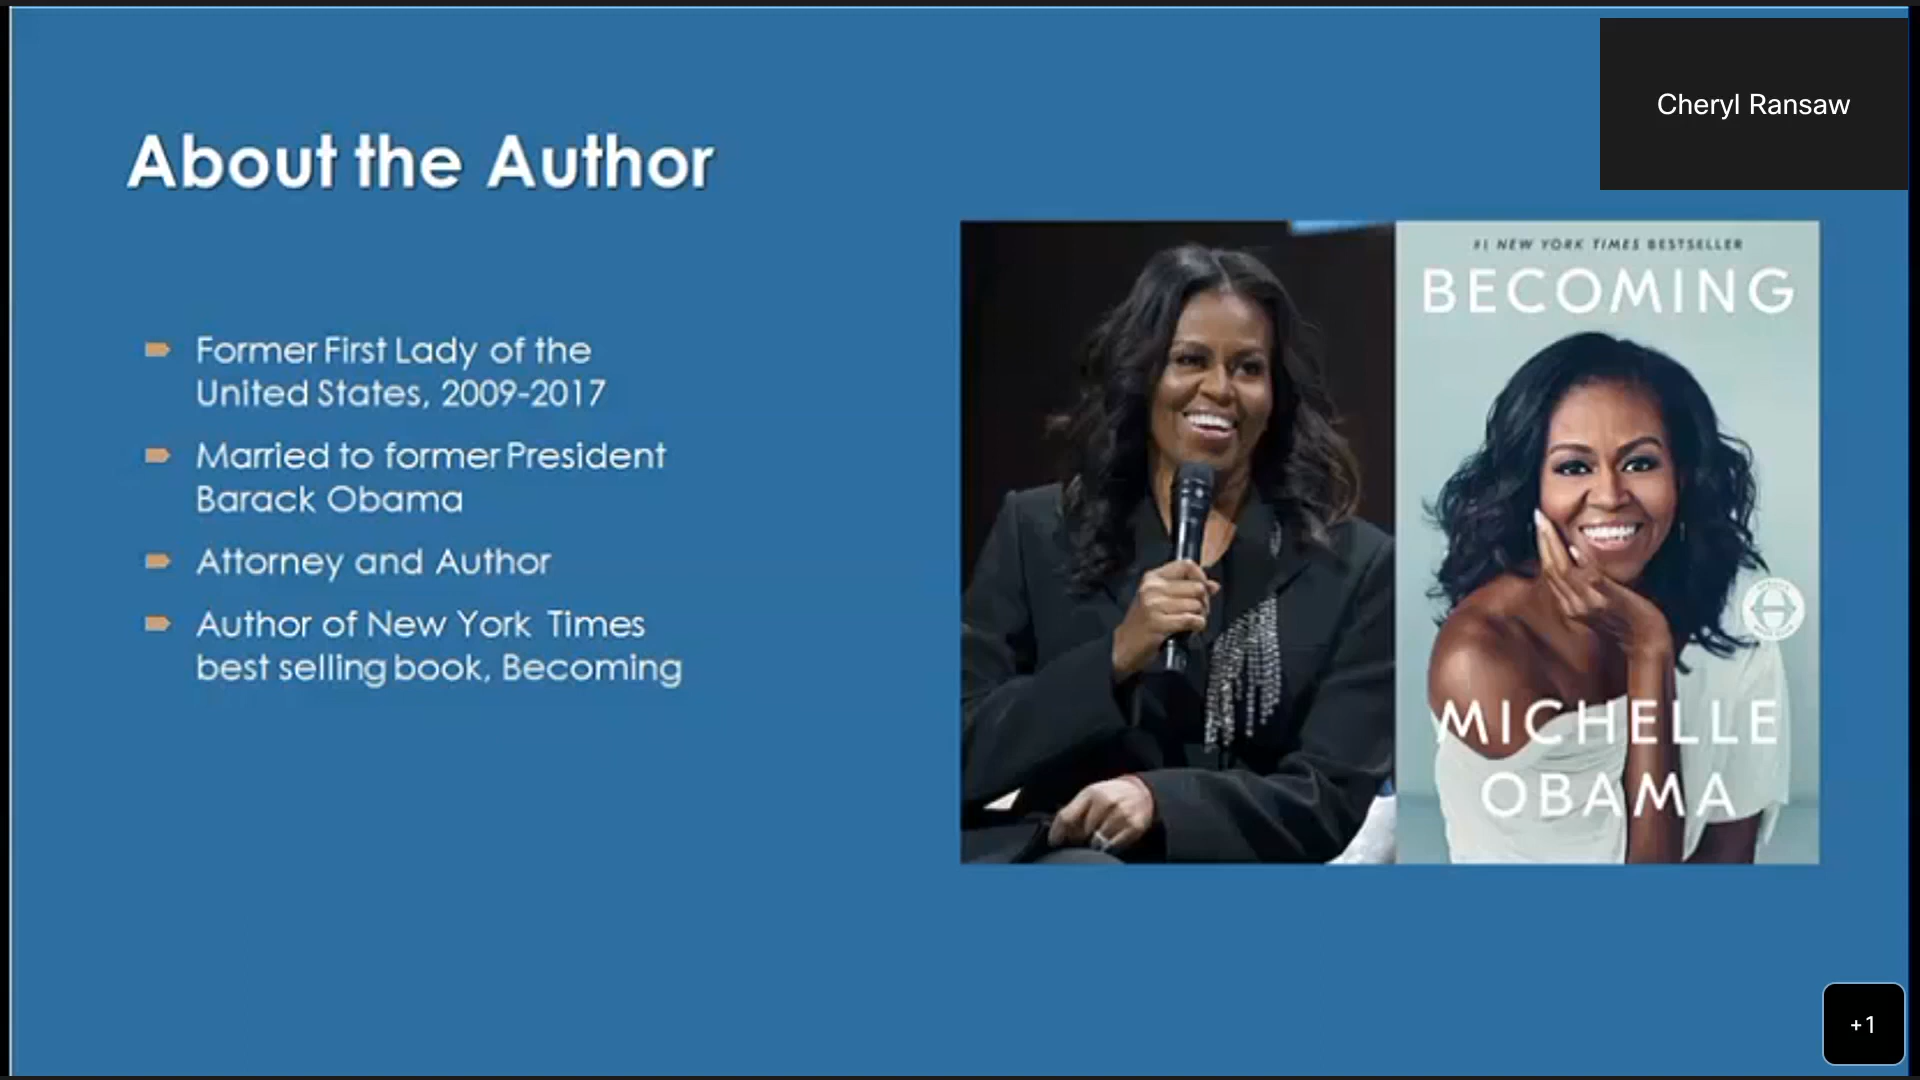 Cheryl Ransaw
About the Author
Former First Lady of the
United States, 2009-2017
Married to former President
Barack Obama
Attorney and Author
Author of New York Times
best selling book, Becoming
#1 NEW YORK TIMES BESTSELLER
BECOMING
MICHELLE
OBAMA
+1